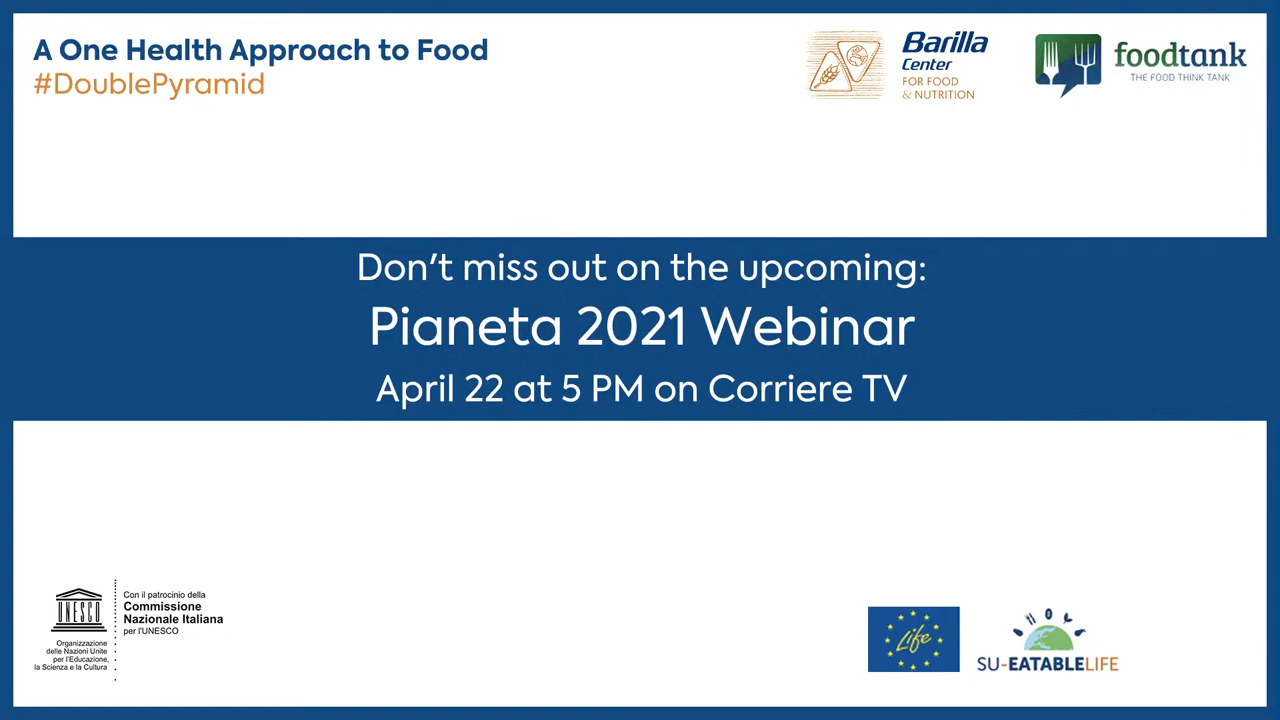 A One Health Approach to Food
#DoublePyramid
Barilla
Center
FOR FOOD
& NUTRITION
foodtank
THE FOOD THINK TANK
Don't miss out on the upcoming:
Pianeta 2021 Webinar
April 22 at 5 PM on Corriere TV
UNESCO
Organizzazione
delle Nazioni Unite
per l'Educazione,
la Scienza e la Cultura
Con il patrocinio della
Commissione
Nazionale Italiana
per l'UNESCO
Life
SU-EATABLELIFE